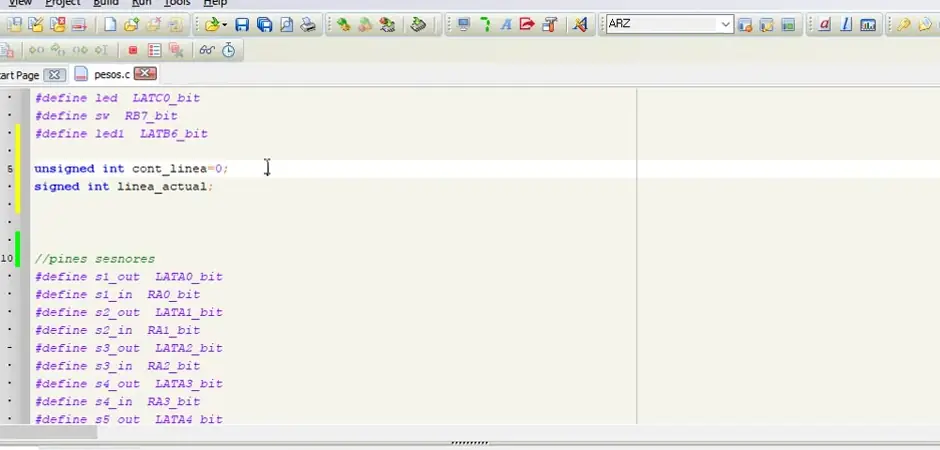 View Project Build Run Tools Help
ARZ
Start Page pesos.c
#define led LATC0_bit
#define sw RB7_bit
#define led1 LATB6_bit
5 unsigned int cont_linea=0;
signed int linea_actual;
10 //pines sesnores
#define s1_out LATA0_bit
#define s1_in RA0_bit
#define s2_out LATA1_bit
#define s2_in RA1_bit
#define s3_out LATA2_bit
#define s3_in RA2_bit
#define s4_out LATA3_bit
#define s4_in RA3_bit
#define s5_out LATA4_bit